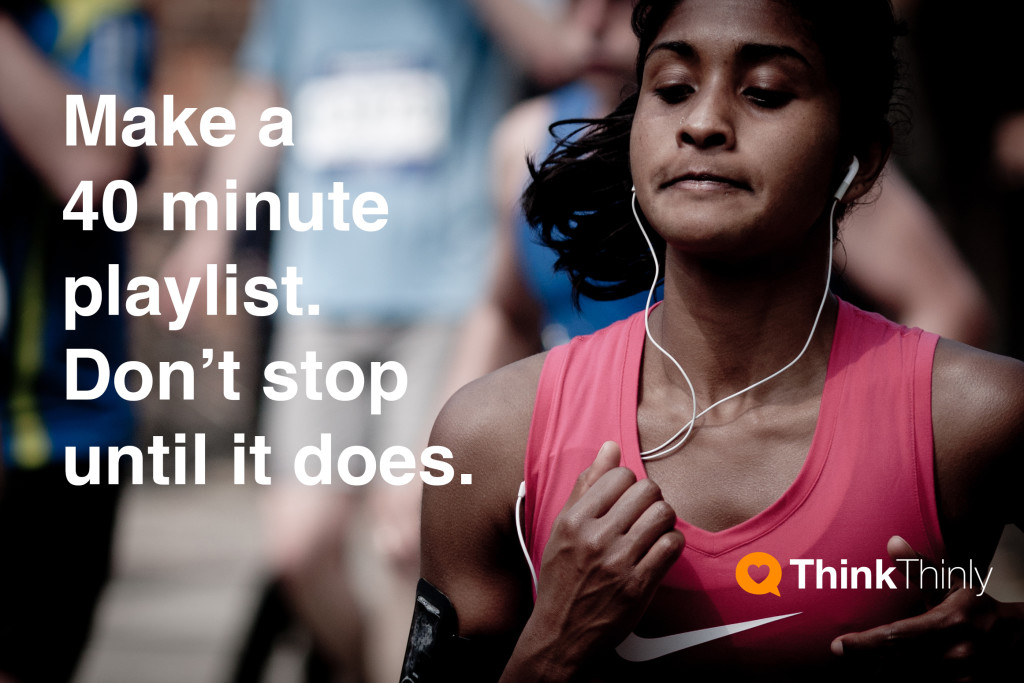 Make a
40 minute
playlist.
Don’t stop
until it does.
ThinkThinly